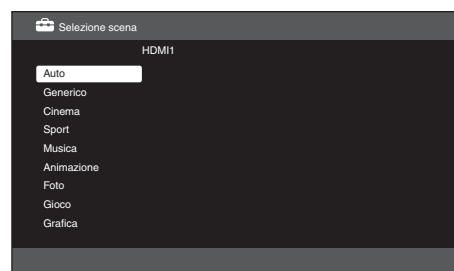 Selezione scena
HDMI1
Auto
Generico
Cinema
Sport
Musica
Animazione
Foto
Gioco
Grafica